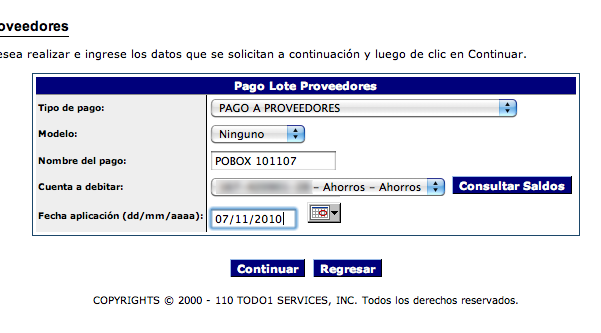 oveedores
esea realizar e ingrese los datos que se solicitan a continuación y luego de clic en Continuar.
Pago Lote Proveedores
Tipo de pago: PAGO A PROVEEDORES
Modelo: Ninguno
Nombre del pago: POBOX 101107
Cuenta a debitar: - Ahorros - Ahorros Consultar Saldos
Fecha aplicación (dd/mm/aaaa): 07/11/2010
Continuar Regresar
COPYRIGHTS © 2000 - 110 TODO1 SERVICES, INC. Todos los derechos reservados.